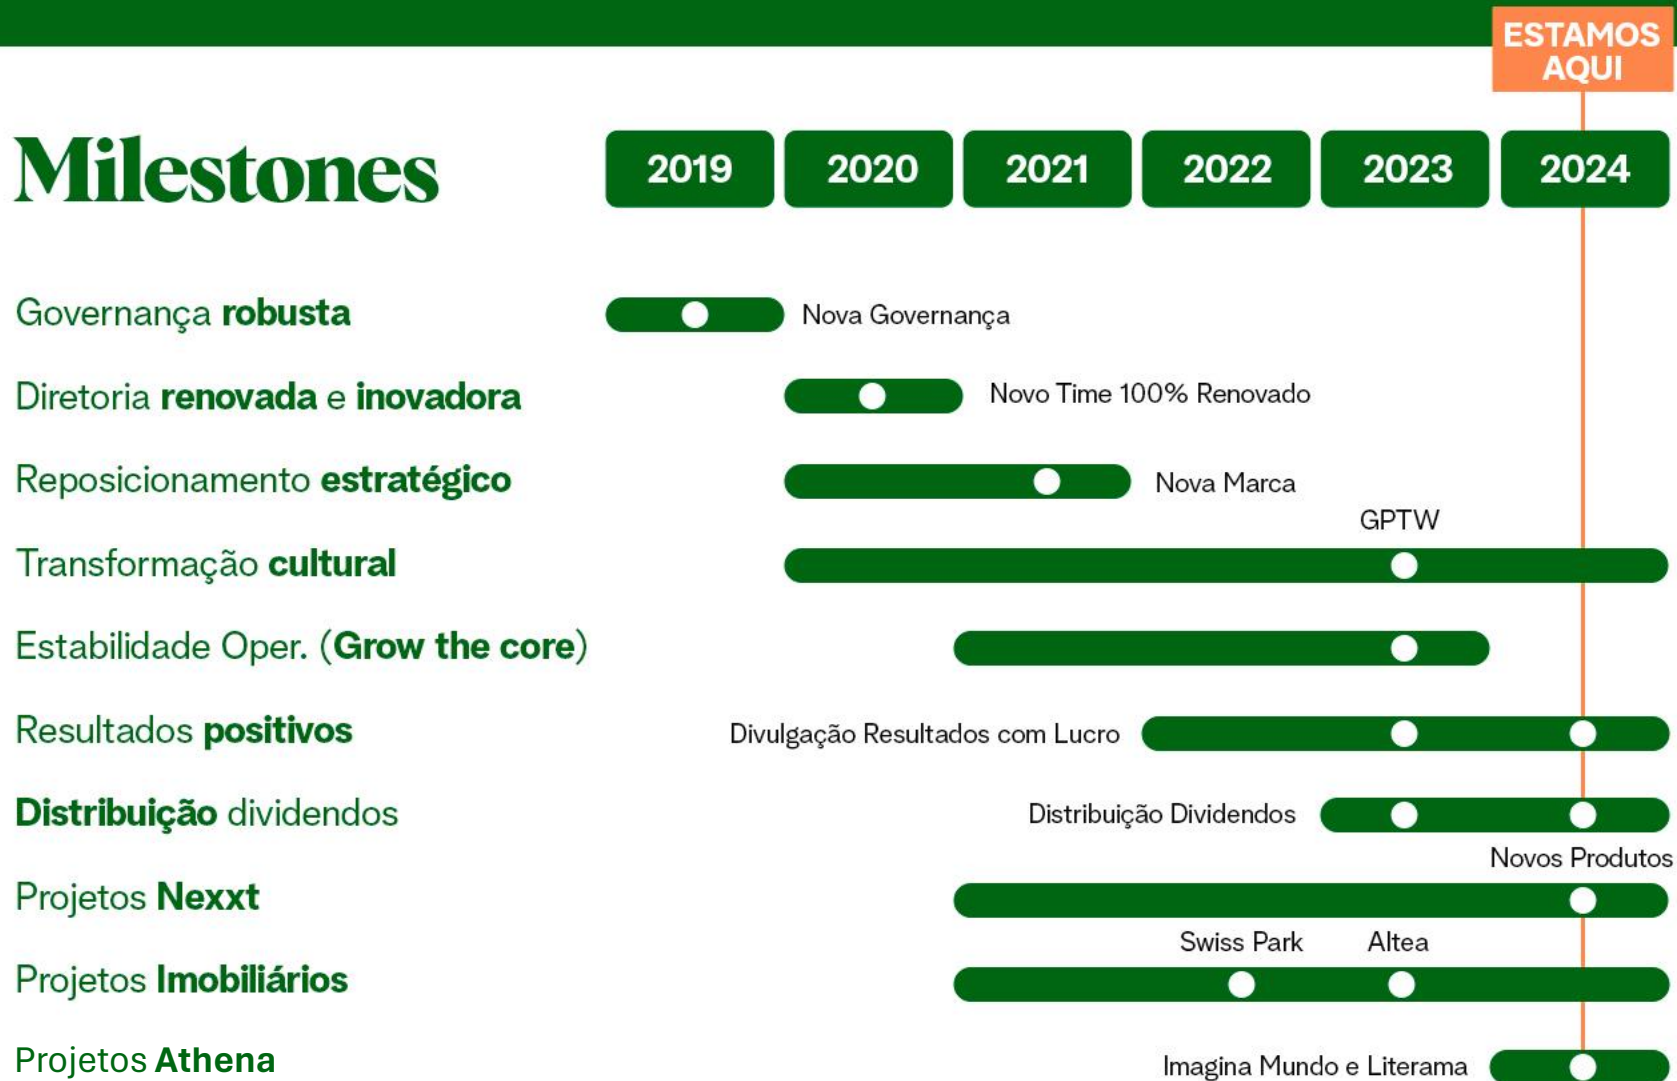 ESTAMOS
AQUI
Milestones
2019 2020 2021 2022 2023 2024
Governança robusta Nova Governança
Diretoria renovada e inovadora Novo Time 100% Renovado
Reposicionamento estratégico Nova Marca
GPTW
Transformação cultural
Estabilidade Oper. (Grow the core)
Resultados positivos Divulgação Resultados com Lucro
Distribuição dividendos Distribuição Dividendos
Novos Produtos
Projetos Nexxt
Swiss Park Altea
Projetos Imobiliários
Projetos Athena Imagina Mundo e Literama